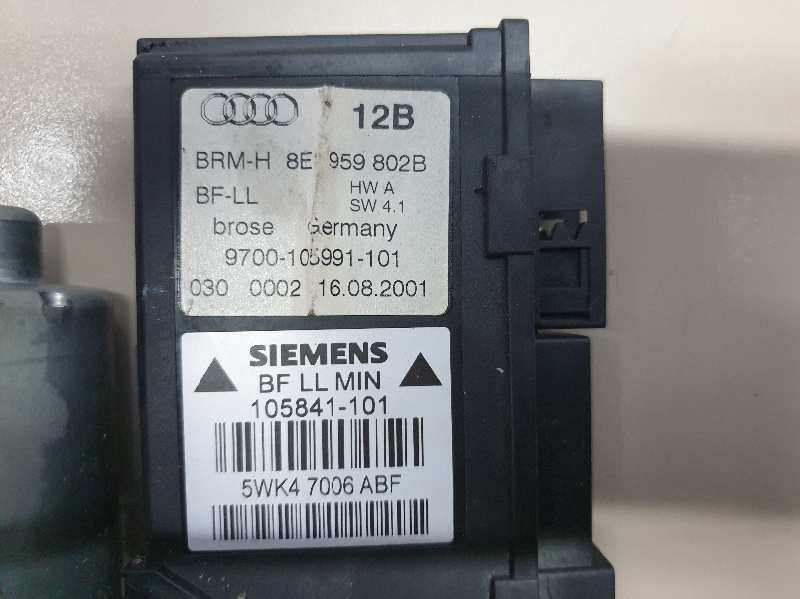 12B
BRM-H 8E 959 802B
BF-LL HW A
SW 4.1
brose Germany
9700-105991-101
030 0002 16.08.2001
SIEMENS
BF LL MIN
105841-101
5WK4 7006 ABF